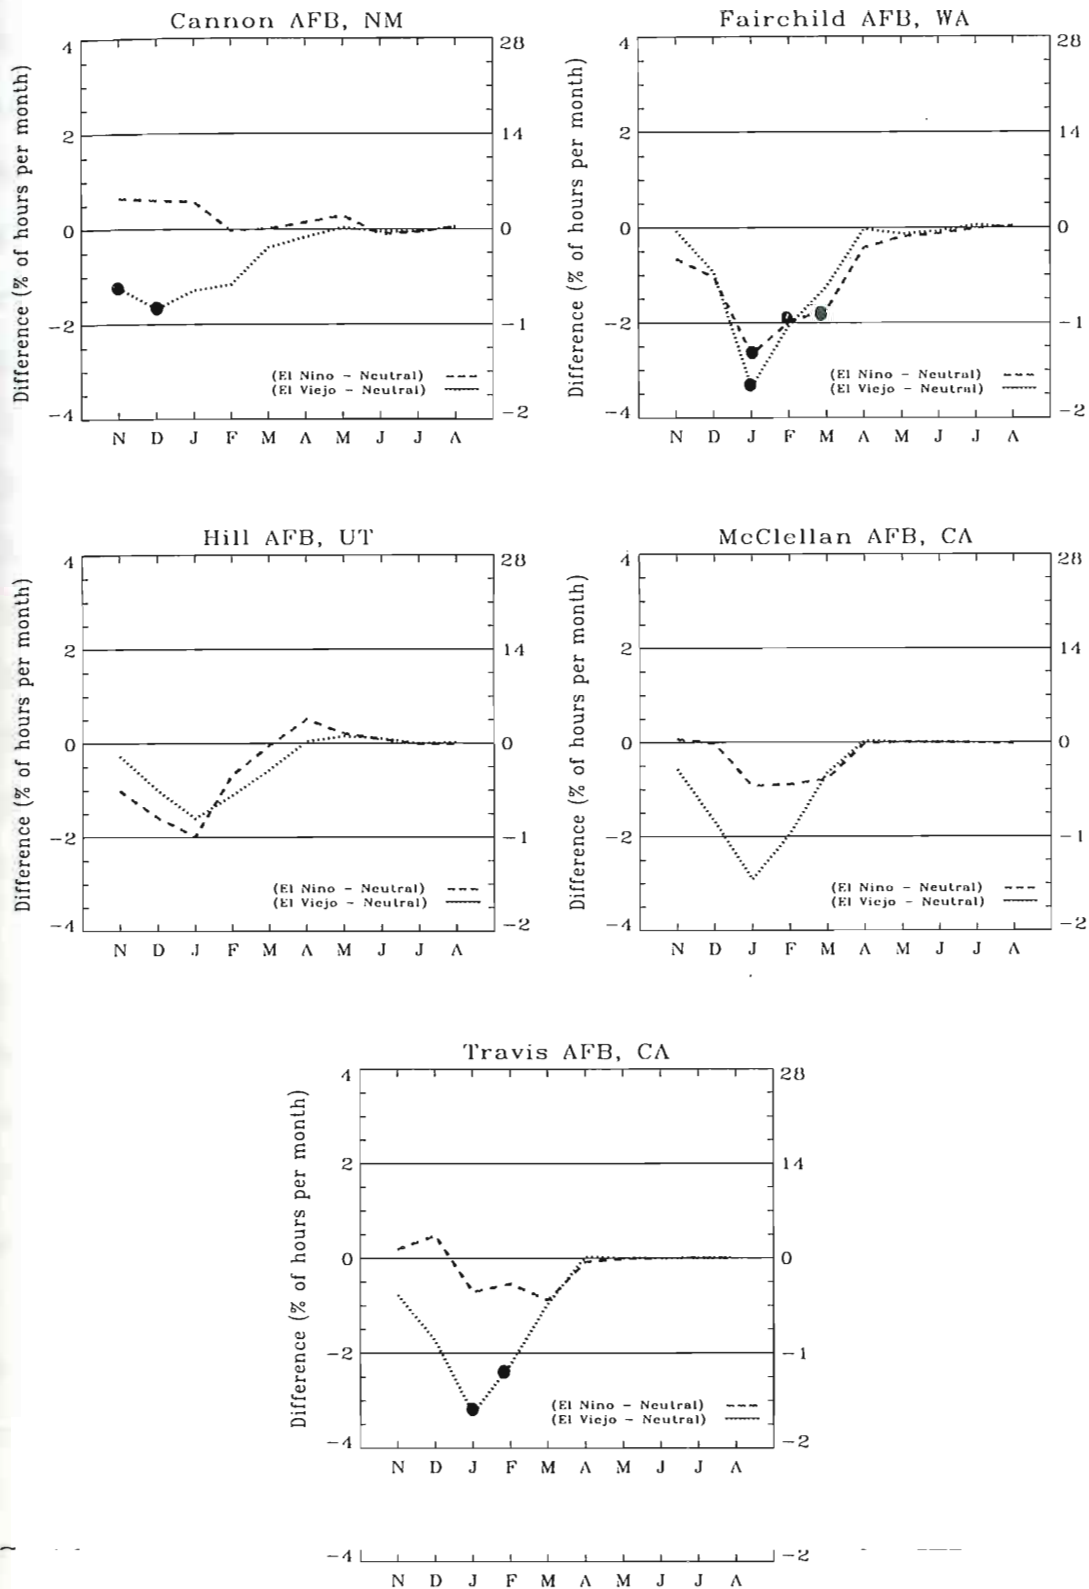 Cannon AFB, NM
Difference (% of hours per month)
4
2
0
-2
-4
28
14
0
-1
-2
(El Nino - Neutral)
(El Viejo - Neutral)
N D J F M A M J J A
Fairchild AFB, WA
Difference (% of hours per month)
4
2
0
-2
-4
28
14
0
-1
-2
(El Nino - Neutral)
(El Viejo - Neutral)
N D J F M A M J J A
Hill AFB, UT
Difference (% of hours per month)
4
2
0
-2
-4
28
14
0
-1
-2
(El Nino - Neutral)
(El Viejo - Neutral)
N D J F M A M J J A
McClellan AFB, CA
Difference (% of hours per month)
4
2
0
-2
-4
28
14
0
-1
-2
(El Nino - Neutral)
(El Viejo - Neutral)
N D J F M A M J J A
Travis AFB, CA
Difference (% of hours per month)
4
2
0
-2
-4
28
14
0
-1
-2
(El Nino - Neutral)
(El Viejo - Neutral)
N D J F M A M J J A
-4
-2
N D J F M A M J J A